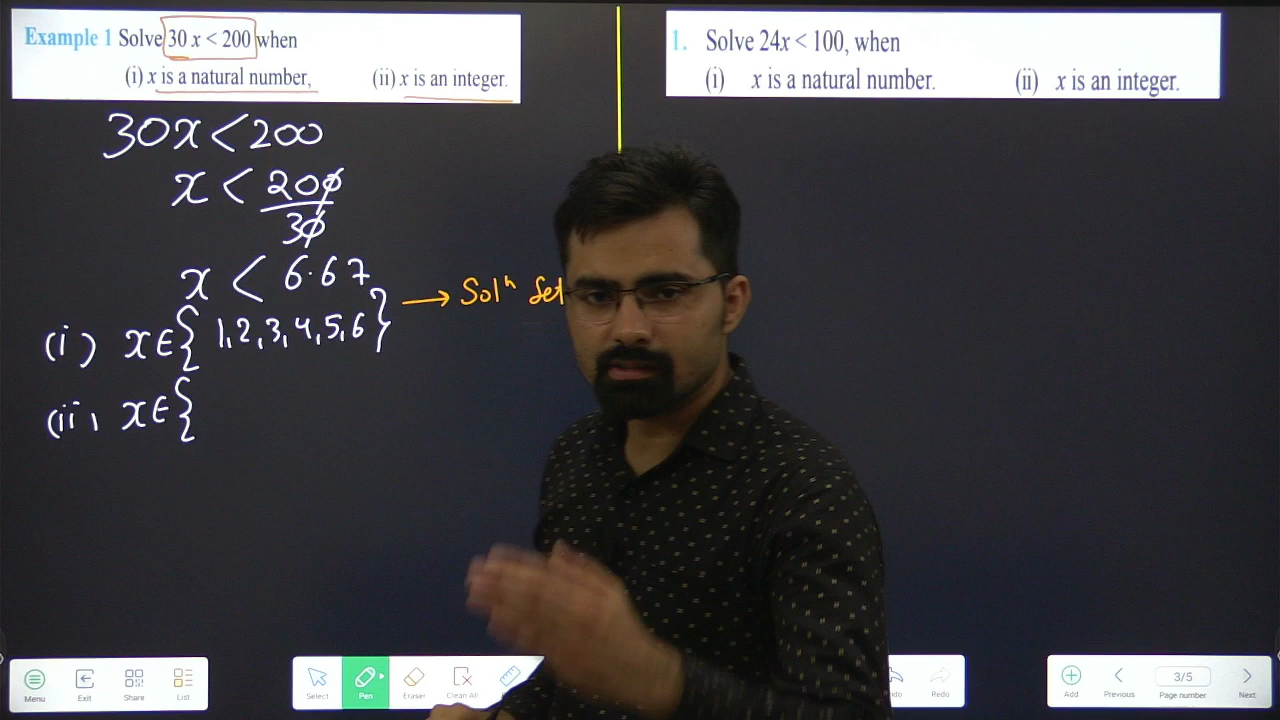 Example 1 Solve 30 x < 200 when
(i) x is a natural number, (ii) x is an integer.
1. Solve 24x < 100, when
(i) x is a natural number. (ii) x is an integer.
30x < 200
x < 200/30
x < 6.67
(i) x∈{1,2,3,4,5,6} → Solⁿ Set
(ii) x∈{
Menu Exit Share List
Select Pen Eraser Clean All
Redo
Add Previous 3/5 Page number Next